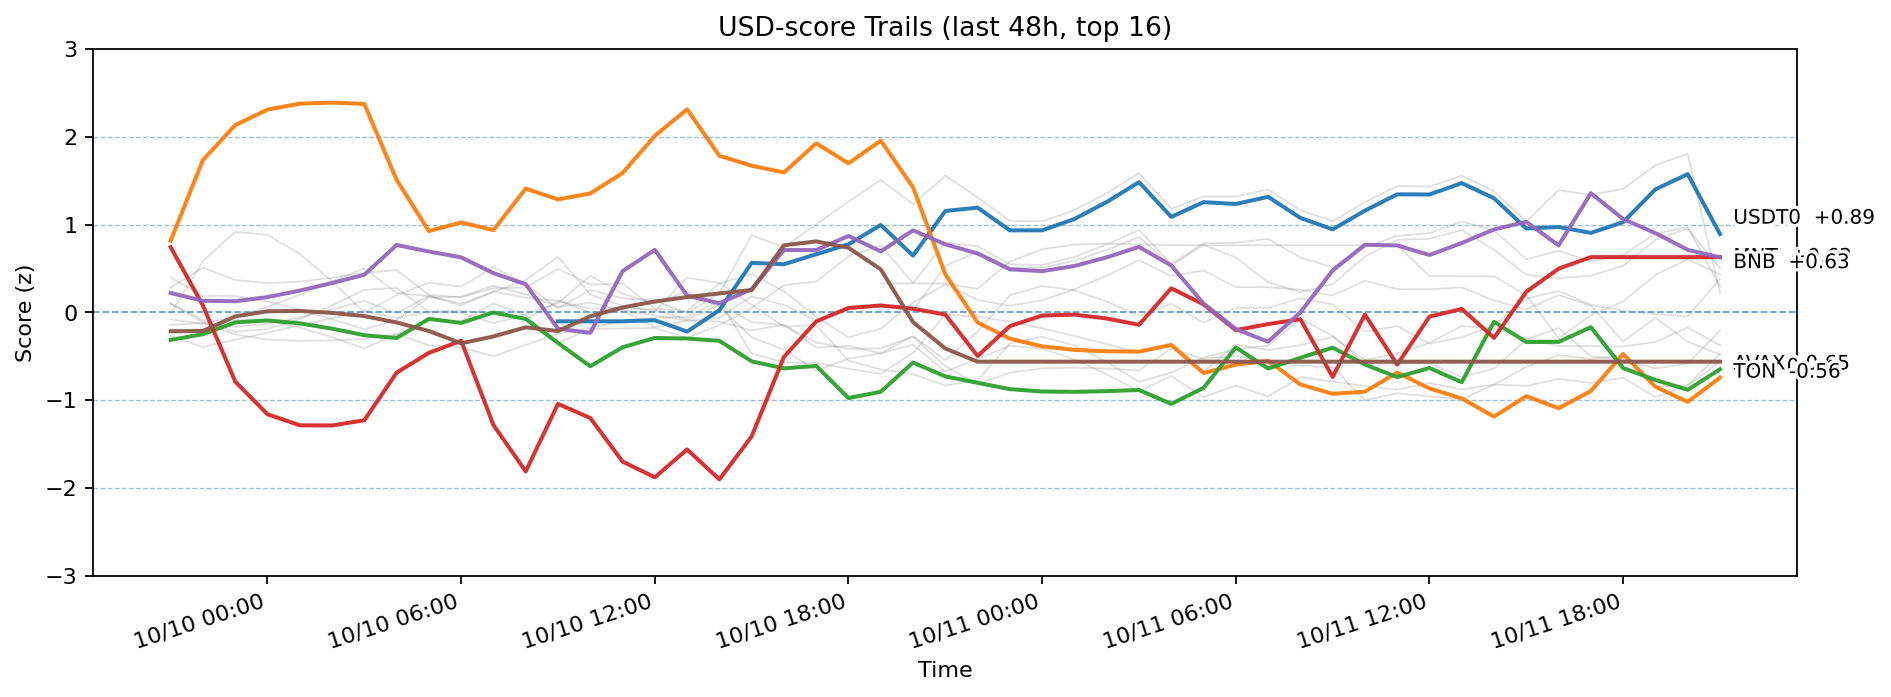 USD-score Trails (last 48h, top 16)
Score (z)
3
2
1
0
−1
−2
−3
USDT0 +0.89
BNB +0.63
TON -0.56
10/10 00:00
10/10 06:00
10/10 12:00
10/10 18:00
10/11 00:00
10/11 06:00
10/11 12:00
10/11 18:00
Time